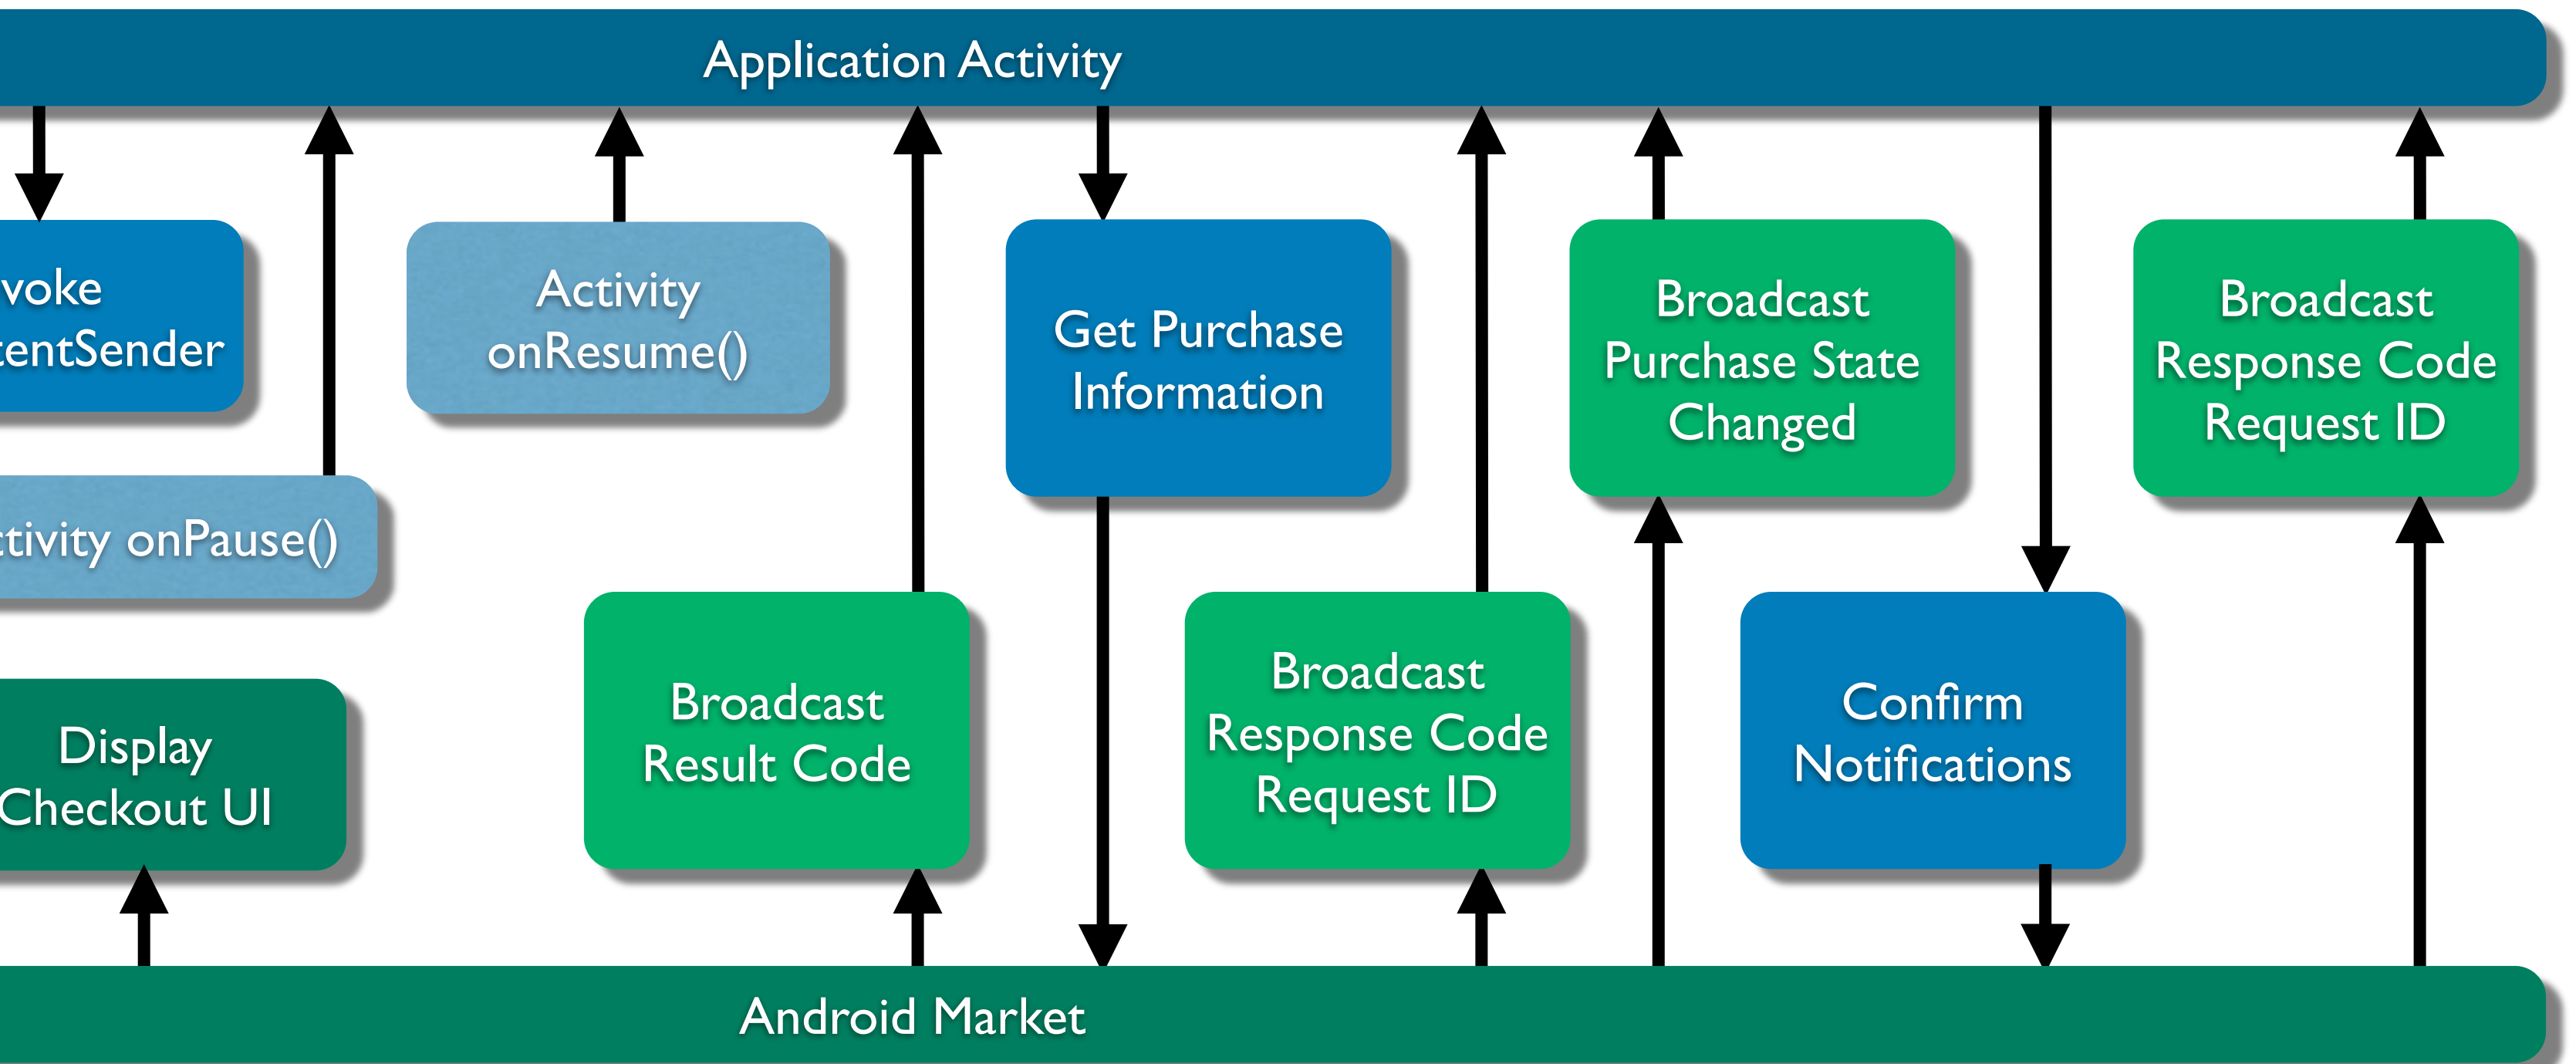 Application Activity
voke
tentSender
Activity
onResume()
Get Purchase
Information
Broadcast
Purchase State
Changed
Broadcast
Response Code
Request ID
ctivity onPause()
Display
Checkout UI
Broadcast
Result Code
Broadcast
Response Code
Request ID
Confirm
Notifications
Android Market